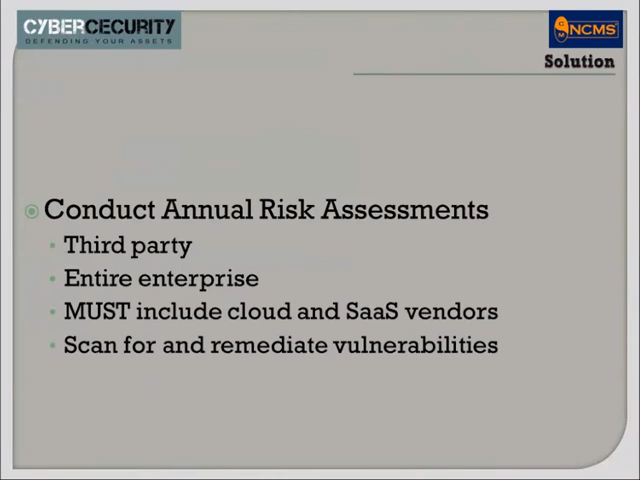 CYBERCECURITY
DEFENDING YOUR ASSETS
NCMS
Solution
Conduct Annual Risk Assessments
Third party
Entire enterprise
MUST include cloud and SaaS vendors
Scan for and remediate vulnerabilities